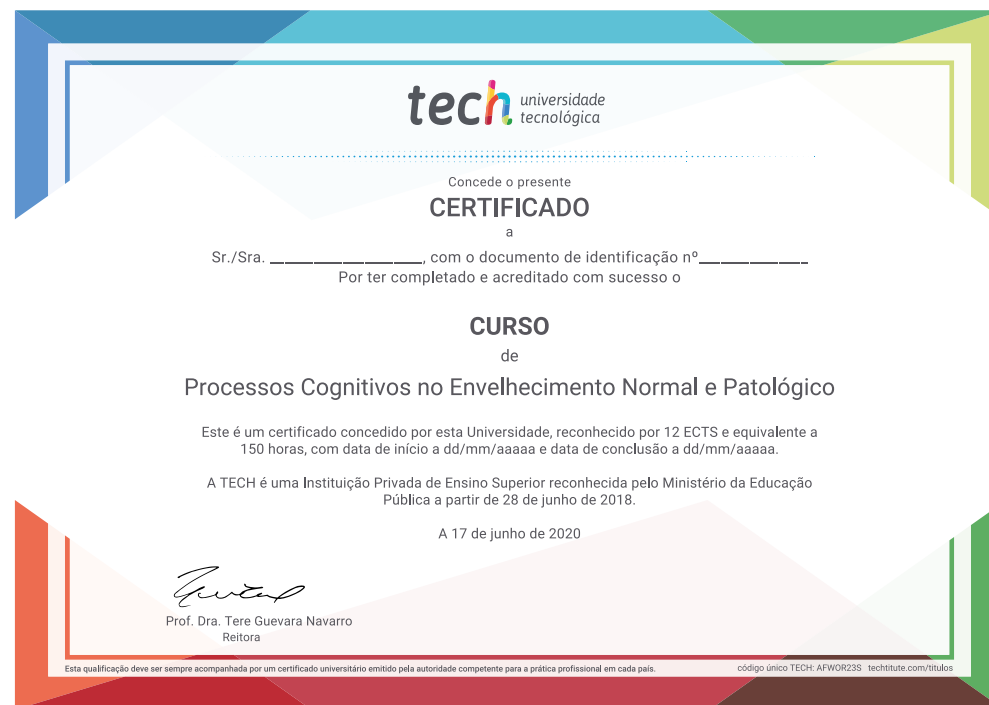 tech universidade
tecnológica
Concede o presente
CERTIFICADO
a
Sr./Sra. ____________________, com o documento de identificação nº______________
Por ter completado e acreditado com sucesso o
CURSO
de
Processos Cognitivos no Envelhecimento Normal e Patológico
Este é um certificado concedido por esta Universidade, reconhecido por 12 ECTS e equivalente a
150 horas, com data de início a dd/mm/aaaaa e data de conclusão a dd/mm/aaaaa.
A TECH é uma Instituição Privada de Ensino Superior reconhecida pelo Ministério da Educação
Pública a partir de 28 de junho de 2018.
A 17 de junho de 2020
Prof. Dra. Tere Guevara Navarro
Reitora
Esta qualificação deve ser sempre acompanhada por um certificado universitário emitido pela autoridade competente para a prática profissional em cada país.
código único TECH: AFWOR23S techtitute.com/titulos